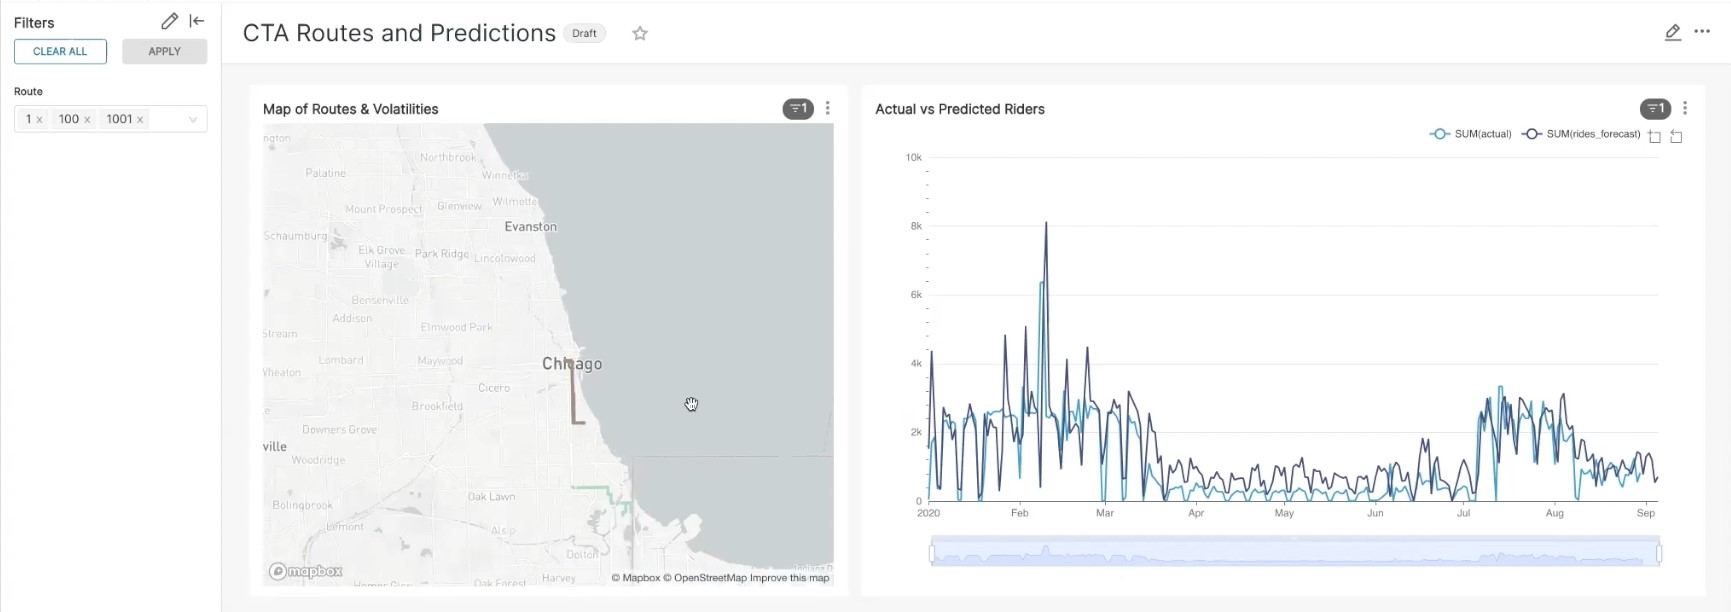 Filters
CLEAR ALL
APPLY
Route
1 x 100 x 1001 x
CTA Routes and Predictions
Draft
Map of Routes & Volatilities
1
ngton
Northbrook
Palatine
Winnetka
Wilmette
Mount Prospect
Glenview
Evanston
Schaumburg
Elk Grove
Village
Park Ridge
Lincolnwood
Bensenville
Addison
Stream
Elmwood Park
Lombard
Maywood
Chicago
Wheaton
Cicero
e
Brookfield
Downers Grove
ville
Woodridge
Oak Lawn
Bolingbrook
Lemont
Alsip
Dolton
mapbox
Homer Glen
Oak Forest
Harvey
© Mapbox © OpenStreetMap Improve this map
Actual vs Predicted Riders
1
SUM(actual)
SUM(rides_forecast)
10k
8k
6k
4k
2k
0
2020 Feb Mar Apr May Jun Jul Aug Sep